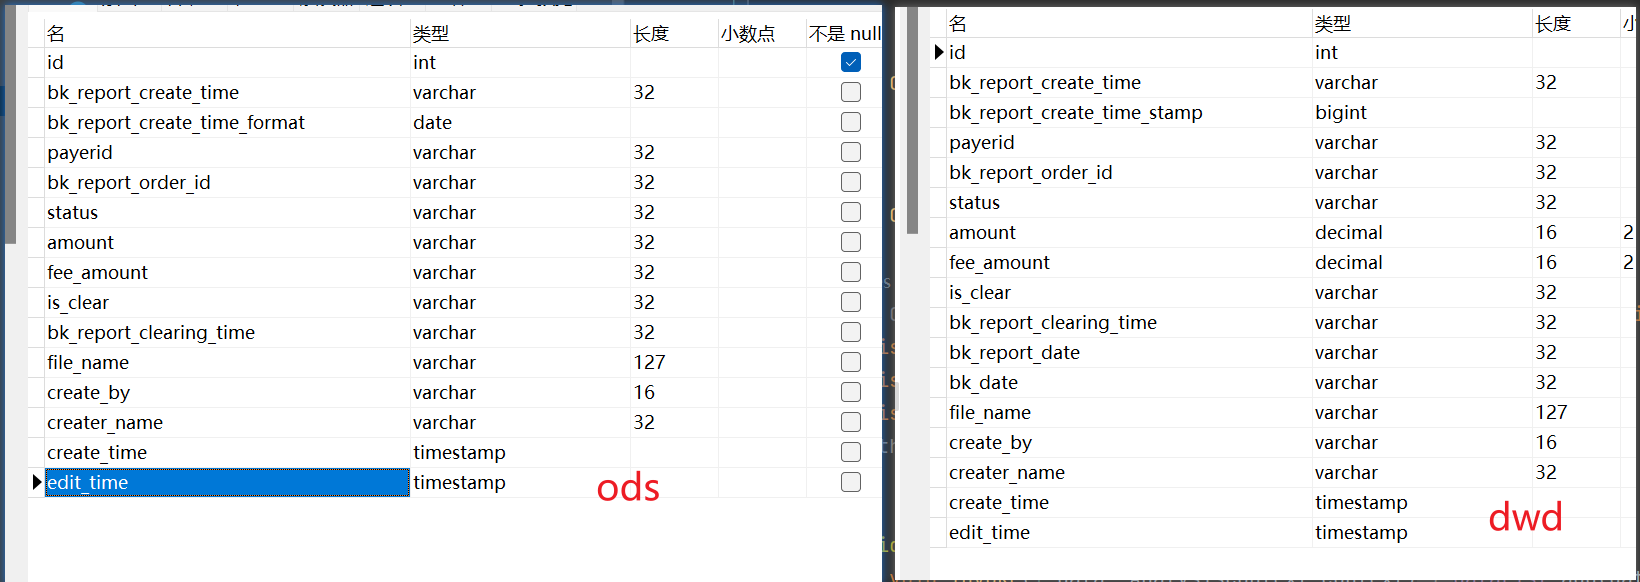 名 类型 长度 小数点 不是 null
id int
bk_report_create_time varchar 32
bk_report_create_time_format date
payerid varchar 32
bk_report_order_id varchar 32
status varchar 32
amount varchar 32
fee_amount varchar 32
is_clear varchar 32
bk_report_clearing_time varchar 32
file_name varchar 127
create_by varchar 16
creater_name varchar 32
create_time timestamp
edit_time timestamp
ods
名 类型 长度 小
id int
bk_report_create_time varchar 32
bk_report_create_time_stamp bigint
payerid varchar 32
bk_report_order_id varchar 32
status varchar 32
amount decimal 16 2
fee_amount decimal 16 2
is_clear varchar 32
bk_report_clearing_time varchar 32
bk_report_date varchar 32
bk_date varchar 32
file_name varchar 127
create_by varchar 16
creater_name varchar 32
create_time timestamp
edit_time timestamp
dwd